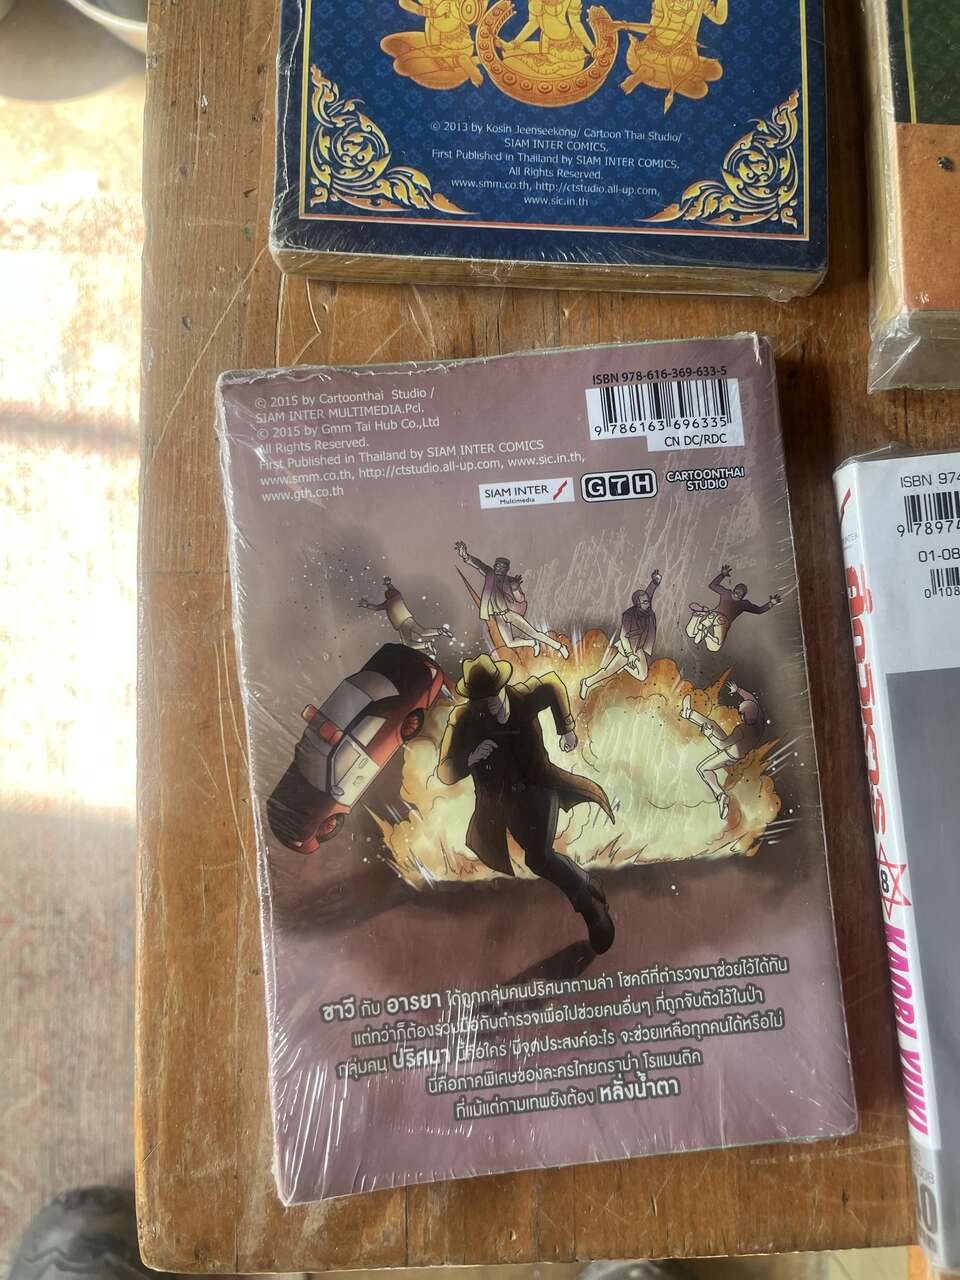 © 2013 by Kosin Jeenseekong/ Cartoon Thai Studio/
SIAM INTER COMICS.
First Published in Thailand by SIAM INTER COMICS.
All Rights Reserved.
www.smm.co.th, http://ctstudio.all-up.com,
www.sic.in.th
© 2015 by Cartoonthai Studio /
SIAM INTER MULTIMEDIA.Pcl.
© 2015 by Gmm Tai Hub Co.,Ltd
All Rights Reserved.
First Published in Thailand by SIAM INTER COMICS
www.smm.co.th, http://ctstudio.all-up.com, www.sic.in.th,
www.gth.co.th
ISBN 978-616-369-633-5
9 786163 696335
CN DC/RDC
SIAM INTER
Multimedia
GTH
CARTOONTHAI
STUDIO
ชาวี กับ อารยา ได้ถูกกลุ่มคนปริศนาตามล่า โชคดีที่ตำรวจมาช่วยไว้ได้ทัน
แต่ทว่าก็ต้องร่วมมือกับตำรวจเพื่อไปช่วยคนอื่นๆ ที่ถูกจับตัวไว้ในป่า
กลุ่มคน ปริศนา นี้คือใคร มีจุดประสงค์อะไร จะช่วยเหลือทุกคนได้หรือไม่
นี่คือภาคพิเศษของละครไทยดราม่า โรแมนติค
ที่แม้แต่กามเทพยังต้อง หลั่งน้ำตา
ISBN 974
9 78974
01-08
0 108
8
KAORI YUKI